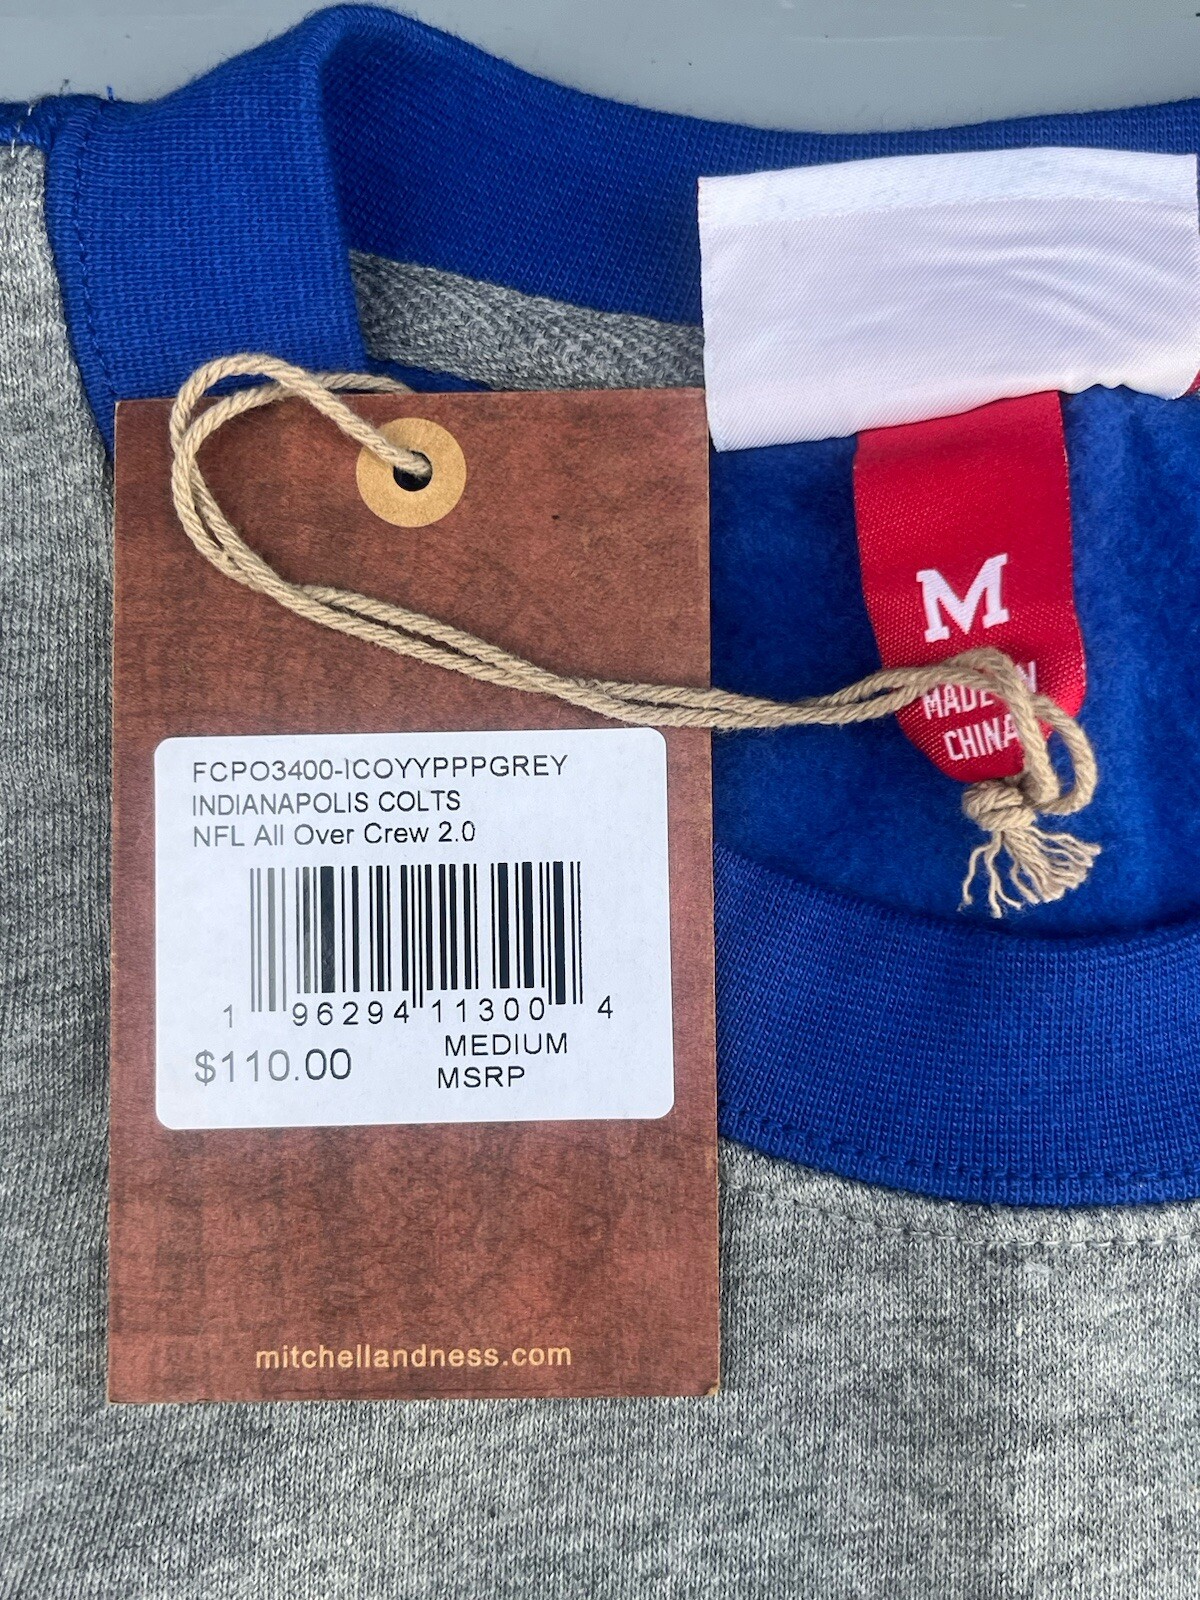 M
MADE IN
CHINA
FCPO3400-ICOYYPPPGREY
INDIANAPOLIS COLTS
NFL All Over Crew 2.0
1 96294 11300 4
$110.00
MEDIUM
MSRP
mitchellandness.com